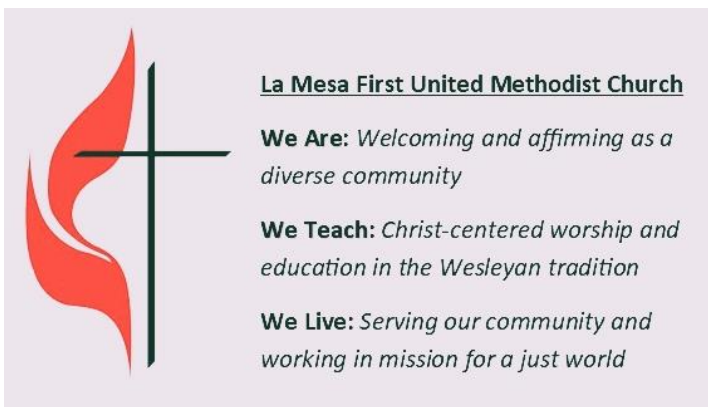 La Mesa First United Methodist Church
We Are: Welcoming and affirming as a
diverse community
We Teach: Christ-centered worship and
education in the Wesleyan tradition
We Live: Serving our community and
working in mission for a just world